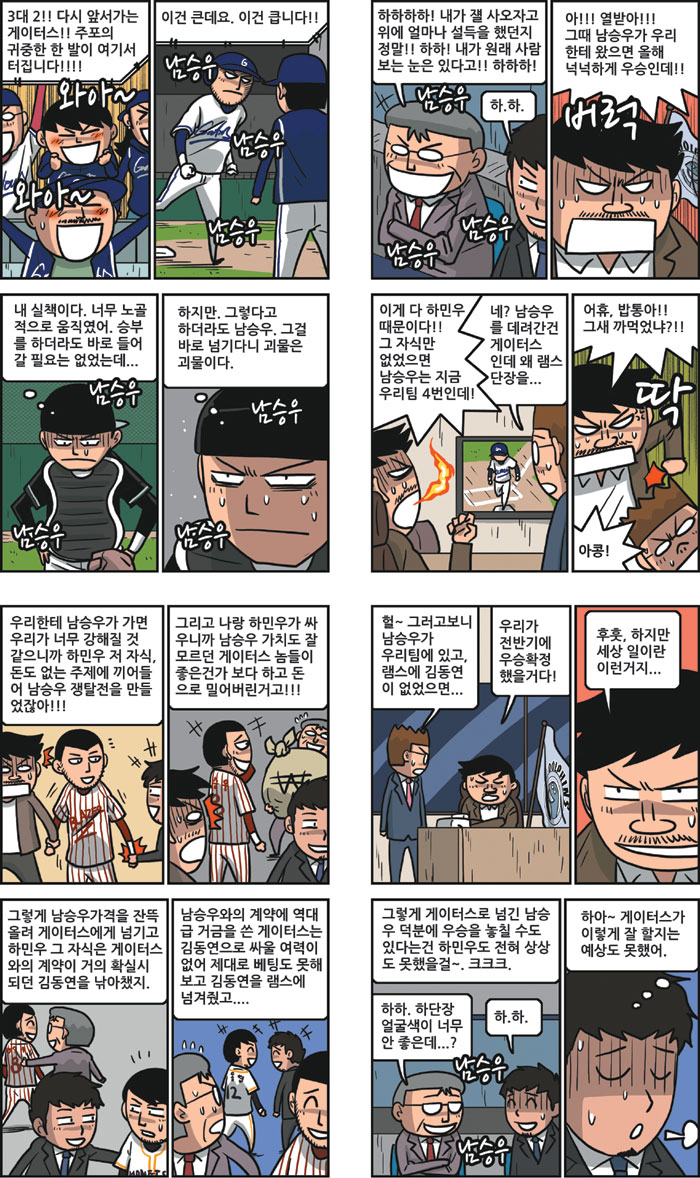 3대 2!! 다시 앞서가는
게이터스!! 주포의
귀중한 한 발이 여기서
터집니다!!!!
와아~
와아~
이건 큰데요. 이건 큽니다!!
남승우
G
남승우
남승우
내 실책이다. 너무 노골
적으로 움직였어. 승부
를 하더라도 바로 들어
갈 필요는 없었는데...
남승우
남승우
하지만. 그렇다고
하더라도 남승우. 그걸
바로 넘기다니 괴물은
괴물이다.
남승우
남승우
하하하하! 내가 쟬 사오자고
위에 얼마나 설득을 했던지
정말!! 하하! 내가 원래 사람
보는 눈은 있다고!! 하하하!
남승우
하.하.
남승우
남승우
아!!! 열받아!!!
그때 남승우가 우리
한테 왔으면 올해
넉넉하게 우승인데!!
버럭
이게 다 하민우
때문이다!!
그 자식만
없었으면
남승우는 지금
우리팀 4번인데!
네? 남승우
를 데려간건
게이터스
인데 왜 램스
단장을...
어휴, 밥통아!!
그새 까먹었냐?!!
딱
아콩!
우리한테 남승우가 가면
우리가 너무 강해질 것
같으니까 하민우 저 자식,
돈도 없는 주제에 끼어들
어 남승우 쟁탈전을 만들
었잖아!!!
그리고 나랑 하민우가 싸
우니까 남승우 가치도 잘
모르던 게이터스 놈들이
좋은건가 보다 하고 돈
으로 밀어버린거고!!!
₩
그렇게 남승우가격을 잔뜩
올려 게이터스에게 넘기고
하민우 그 자식은 게이터스
와의 계약이 거의 확실시
되던 김동연을 낚아챘지.
남승우와의 계약에 역대
급 거금을 쓴 게이터스는
김동연으로 싸울 여력이
없어 제대로 베팅도 못해
보고 김동연을 램스에
넘겨줬고....
12
헐~ 그러고보니
남승우가
우리팀에 있고,
램스에 김동연
이 없었으면...
우리가
전반기에
우승확정
했을거다!
DOLPHINS
후훗, 하지만
세상 일이란
이런거지...
그렇게 게이터스로 넘긴 남승
우 덕분에 우승을 놓칠 수도
있다는건 하민우도 전혀 상상
도 못했을걸~. 크크크.
하하. 하단장
얼굴색이 너무
안 좋은데...?
하.하.
남승우
남승우
하아~ 게이터스가
이렇게 잘 할지는
예상도 못했어.